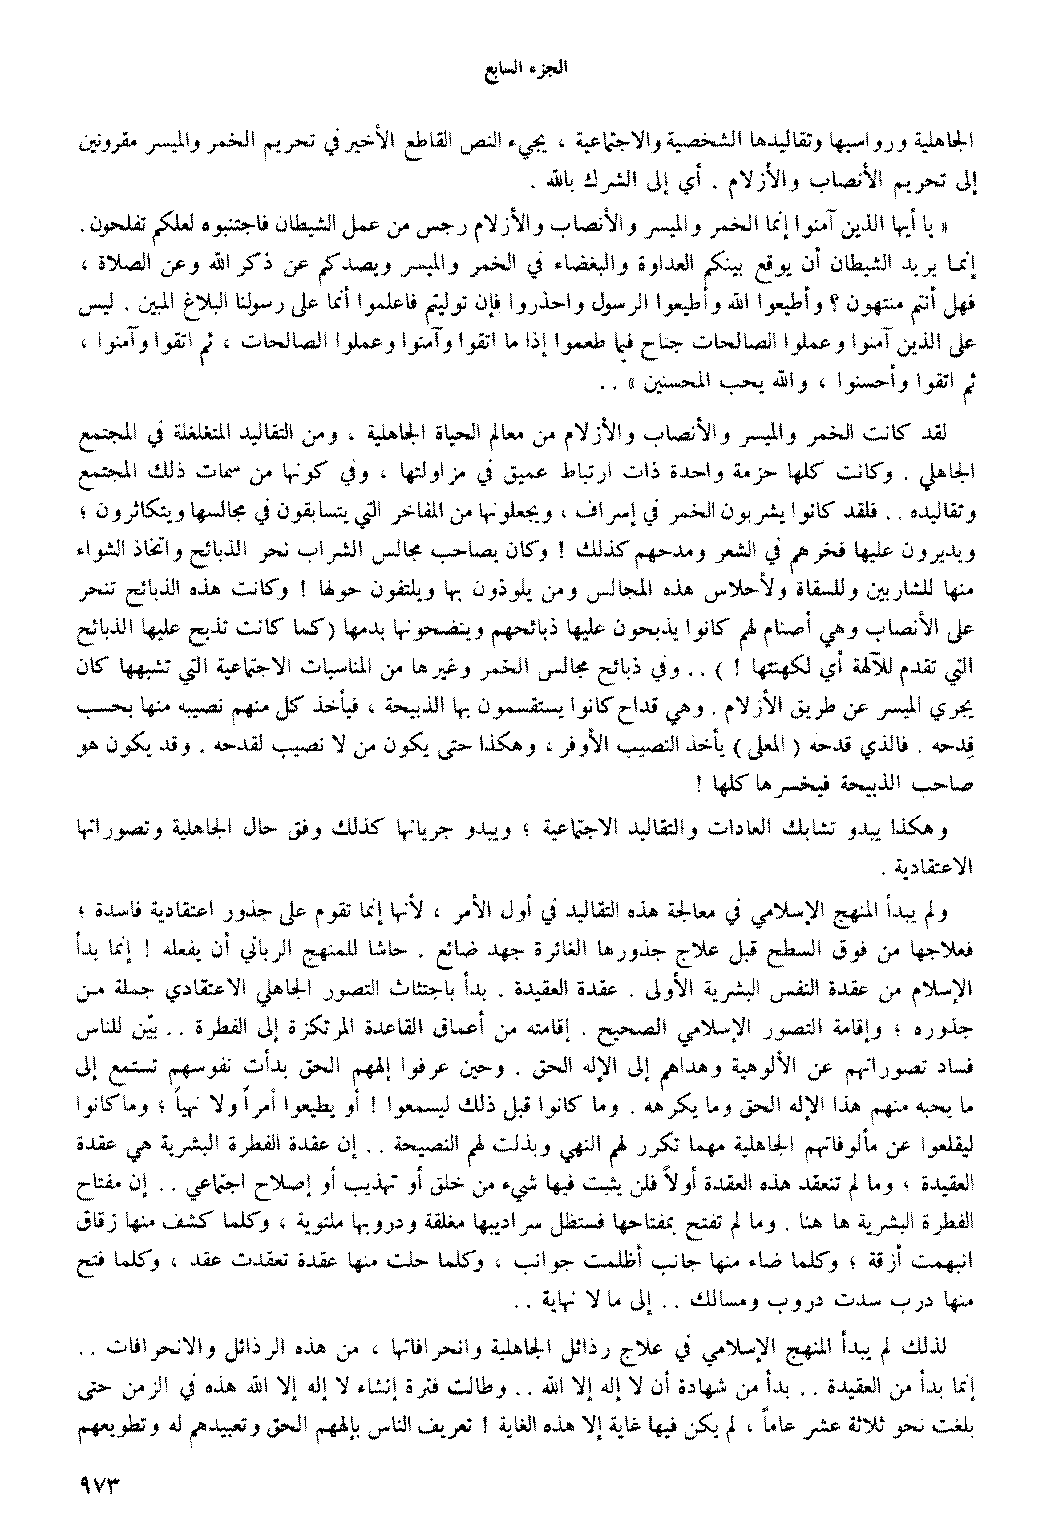 الجزء السابع
الجاهلية ورواسبها وتقاليدها الشخصية والاجتماعية ، يجيء النص القاطع الأخير في تحريم الخمر والميسر مقرونين
إلى تحريم الأنصاب والأزلام . أي إلى الشرك بالله .
« يا أيها الذين آمنوا إنما الخمر والميسر والأنصاب والأزلام رجس من عمل الشيطان فاجتنبوه لعلكم تفلحون .
إنما يريد الشيطان أن يوقع بينكم العداوة والبغضاء في الخمر والميسر ويصدكم عن ذكر الله وعن الصلاة ،
فهل أنتم منتهون ؟ وأطيعوا الله وأطيعوا الرسول واحذروا فإن توليتم فاعلموا أنما على رسولنا البلاغ المبين . ليس
على الذين آمنوا وعملوا الصالحات جناح فيما طعموا إذا ما اتقوا وآمنوا وعملوا الصالحات ، ثم اتقوا وآمنوا ،
ثم اتقوا وأحسنوا ، والله يحب المحسنين » . .
لقد كانت الخمر والميسر والأنصاب والأزلام من معالم الحياة الجاهلية ، ومن التقاليد المتغلغلة في المجتمع
الجاهلي . وكانت كلها حزمة واحدة ذات ارتباط عميق في مزاولتها ، وفي كونها من سمات ذلك المجتمع
وتقاليده . . فلقد كانوا يشربون الخمر في إسراف ، ويجعلونها من المفاخر التي يتسابقون في مجالسها ويتكاثرون ؛
ويديرون عليها فخرهم في الشعر ومدحهم كذلك ! وكان يصاحب مجالس الشراب نحر الذبائح واتخاذ الشواء
منها للشاربين وللسقاة ولأحلاس هذه المجالس ومن يلوذون بها ويلتفون حولها ! وكانت هذه الذبائح تنحر
على الأنصاب وهي أصنام لهم كانوا يذبحون عليها ذبائحهم وينضحونها بدمها (كما كانت تذبح عليها الذبائح
التي تقدم للآلهة أي لكهنتها ! ) . . وفي ذبائح مجالس الخمر وغيرها من المناسبات الاجتماعية التي تشبهها كان
يجري الميسر عن طريق الأزلام . وهي قداح كانوا يستقسمون بها الذبيحة ، فيأخذ كل منهم نصيبه منها بحسب
قِدحه . فالذي قدحه ( المعلى ) يأخذ النصيب الأوفر ، وهكذا حتى يكون من لا نصيب لقدحه . وقد يكون هو
صاحب الذبيحة فيخسرها كلها !
وهكذا يبدو تشابك العادات والتقاليد الاجتماعية ؛ ويبدو جريانها كذلك وفق حال الجاهلية وتصوراتها
الاعتقادية .
ولم يبدأ المنهج الإسلامي في معالجة هذه التقاليد في أول الأمر ، لأنها إنما تقوم على جذور اعتقادية فاسدة ؛
فعلاجها من فوق السطح قبل علاج جذورها الغائرة جهد ضائع . حاشا للمنهج الرباني أن يفعله ! إنما بدأ
الإسلام من عقدة النفس البشرية الأولى . عقدة العقيدة . بدأ باجتثاث التصور الجاهلي الاعتقادي جملة من
جذوره ؛ وإقامة التصور الإسلامي الصحيح . إقامته من أعماق القاعدة المرتكزة إلى الفطرة . . بيّن للناس
فساد تصوراتهم عن الألوهية وهداهم إلى الإله الحق . وحين عرفوا إلههم الحق بدأت نفوسهم تستمع إلى
ما يحبه منهم هذا الإله الحق وما يكرهه . وما كانوا قبل ذلك ليسمعوا ! أو يطيعوا أمراً ولا نهياً ؛ وما كانوا
ليقلعوا عن مألوفاتهم الجاهلية مهما تكرر لهم النهي وبذلت لهم النصيحة . . إن عقدة الفطرة البشرية هي عقدة
العقيدة ؛ وما لم تنعقد هذه العقدة أولاً فلن يثبت فيها شيء من خلق أو تهذيب أو إصلاح اجتماعي . . إن مفتاح
الفطرة البشرية ها هنا . وما لم تفتح بمفتاحها فستظل سراديبها مغلقة ودروبها ملتوية ، وكلما كشف منها زقاق
انبهمت أزقة ؛ وكلما ضاء منها جانب أظلمت جوانب ، وكلما حلت منها عقدة تعقدت عقد ، وكلما فتح
منها درب سدت دروب ومسالك . . إلى ما لا نهاية . .
لذلك لم يبدأ المنهج الإسلامي في علاج رذائل الجاهلية وانحرافاتها ، من هذه الرذائل والانحرافات . .
إنما بدأ من العقيدة . . بدأ من شهادة أن لا إله إلا الله . . وطالت فترة إنشاء لا إله إلا الله هذه في الزمن حتى
بلغت نحو ثلاثة عشر عاماً ، لم يكن فيها غاية إلا هذه الغاية ! تعريف الناس بإلههم الحق وتعبيدهم له وتطويعهم
٩٧٣